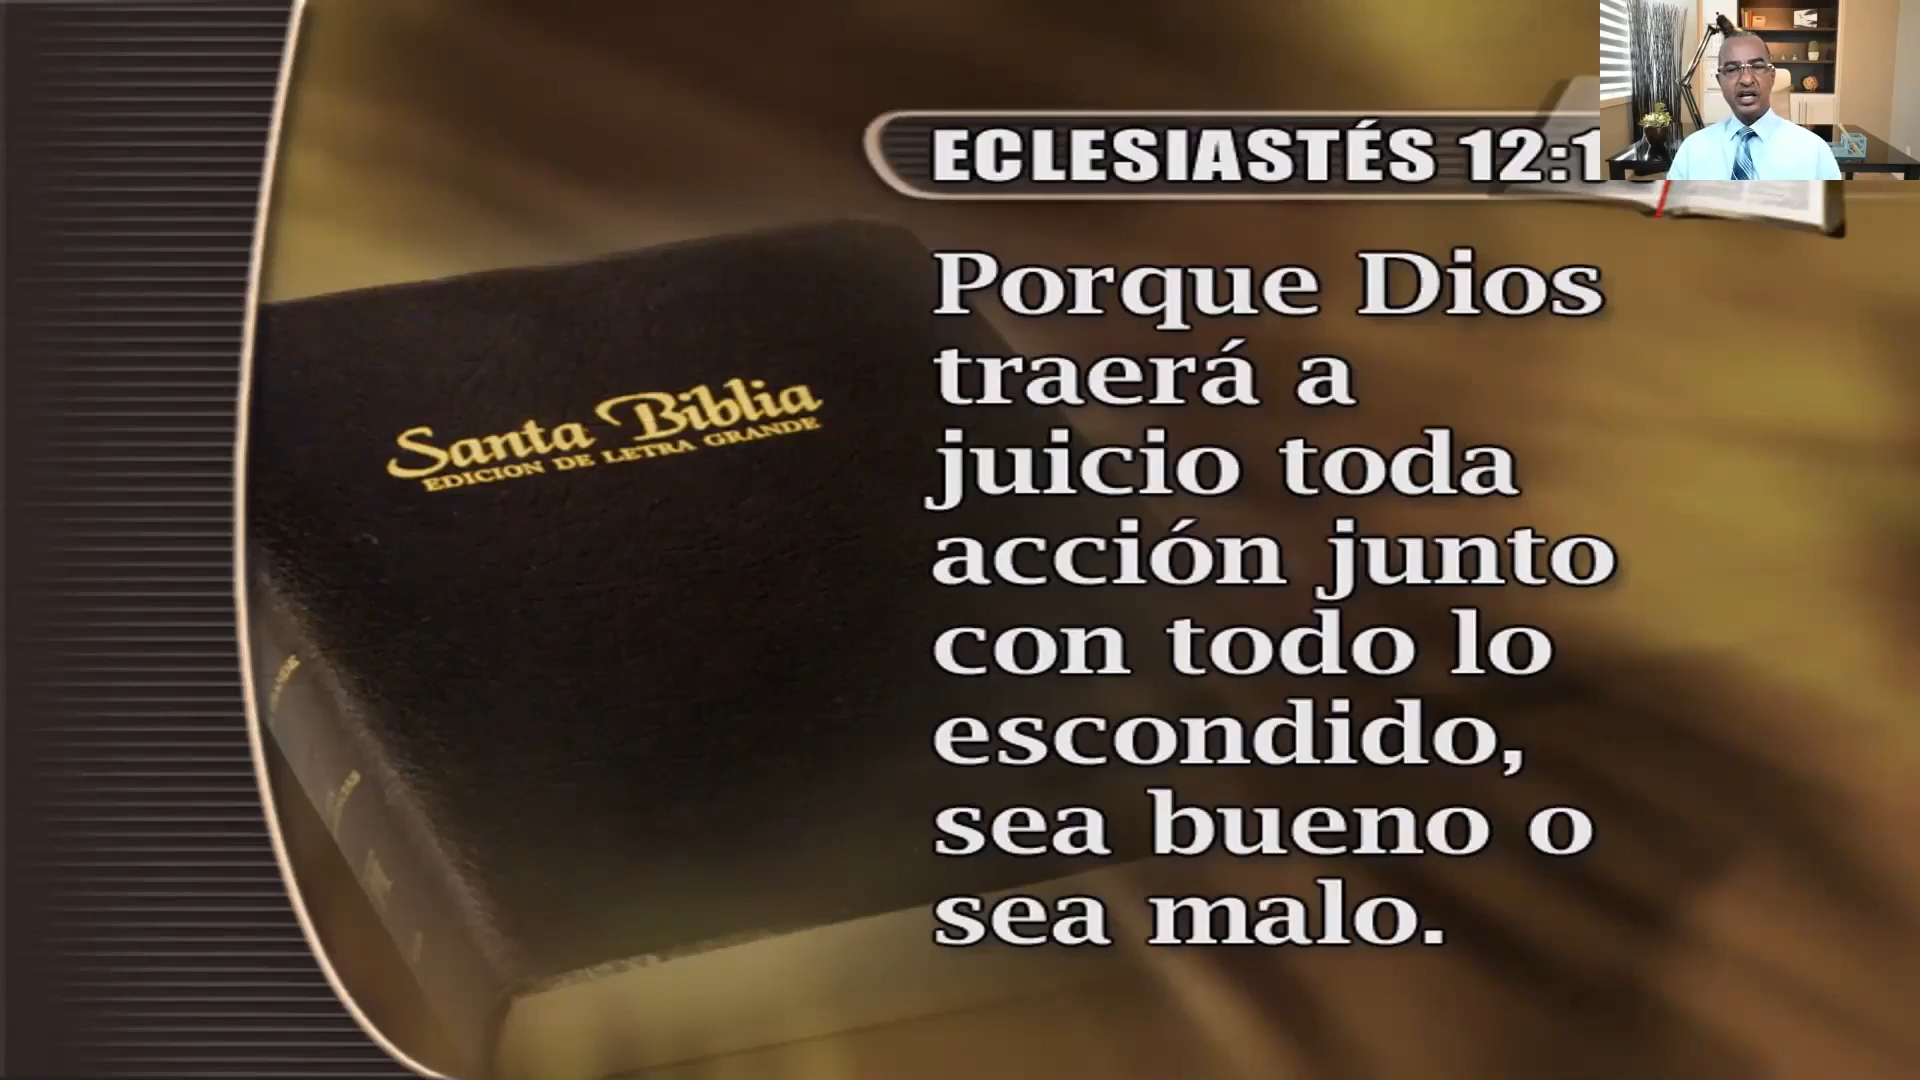 ECLESIASTÉS 12:1
Porque Dios
traerá a
juicio toda
acción junto
con todo lo
escondido,
sea bueno o
sea malo.
Santa Biblia
EDICION DE LETRA GRANDE